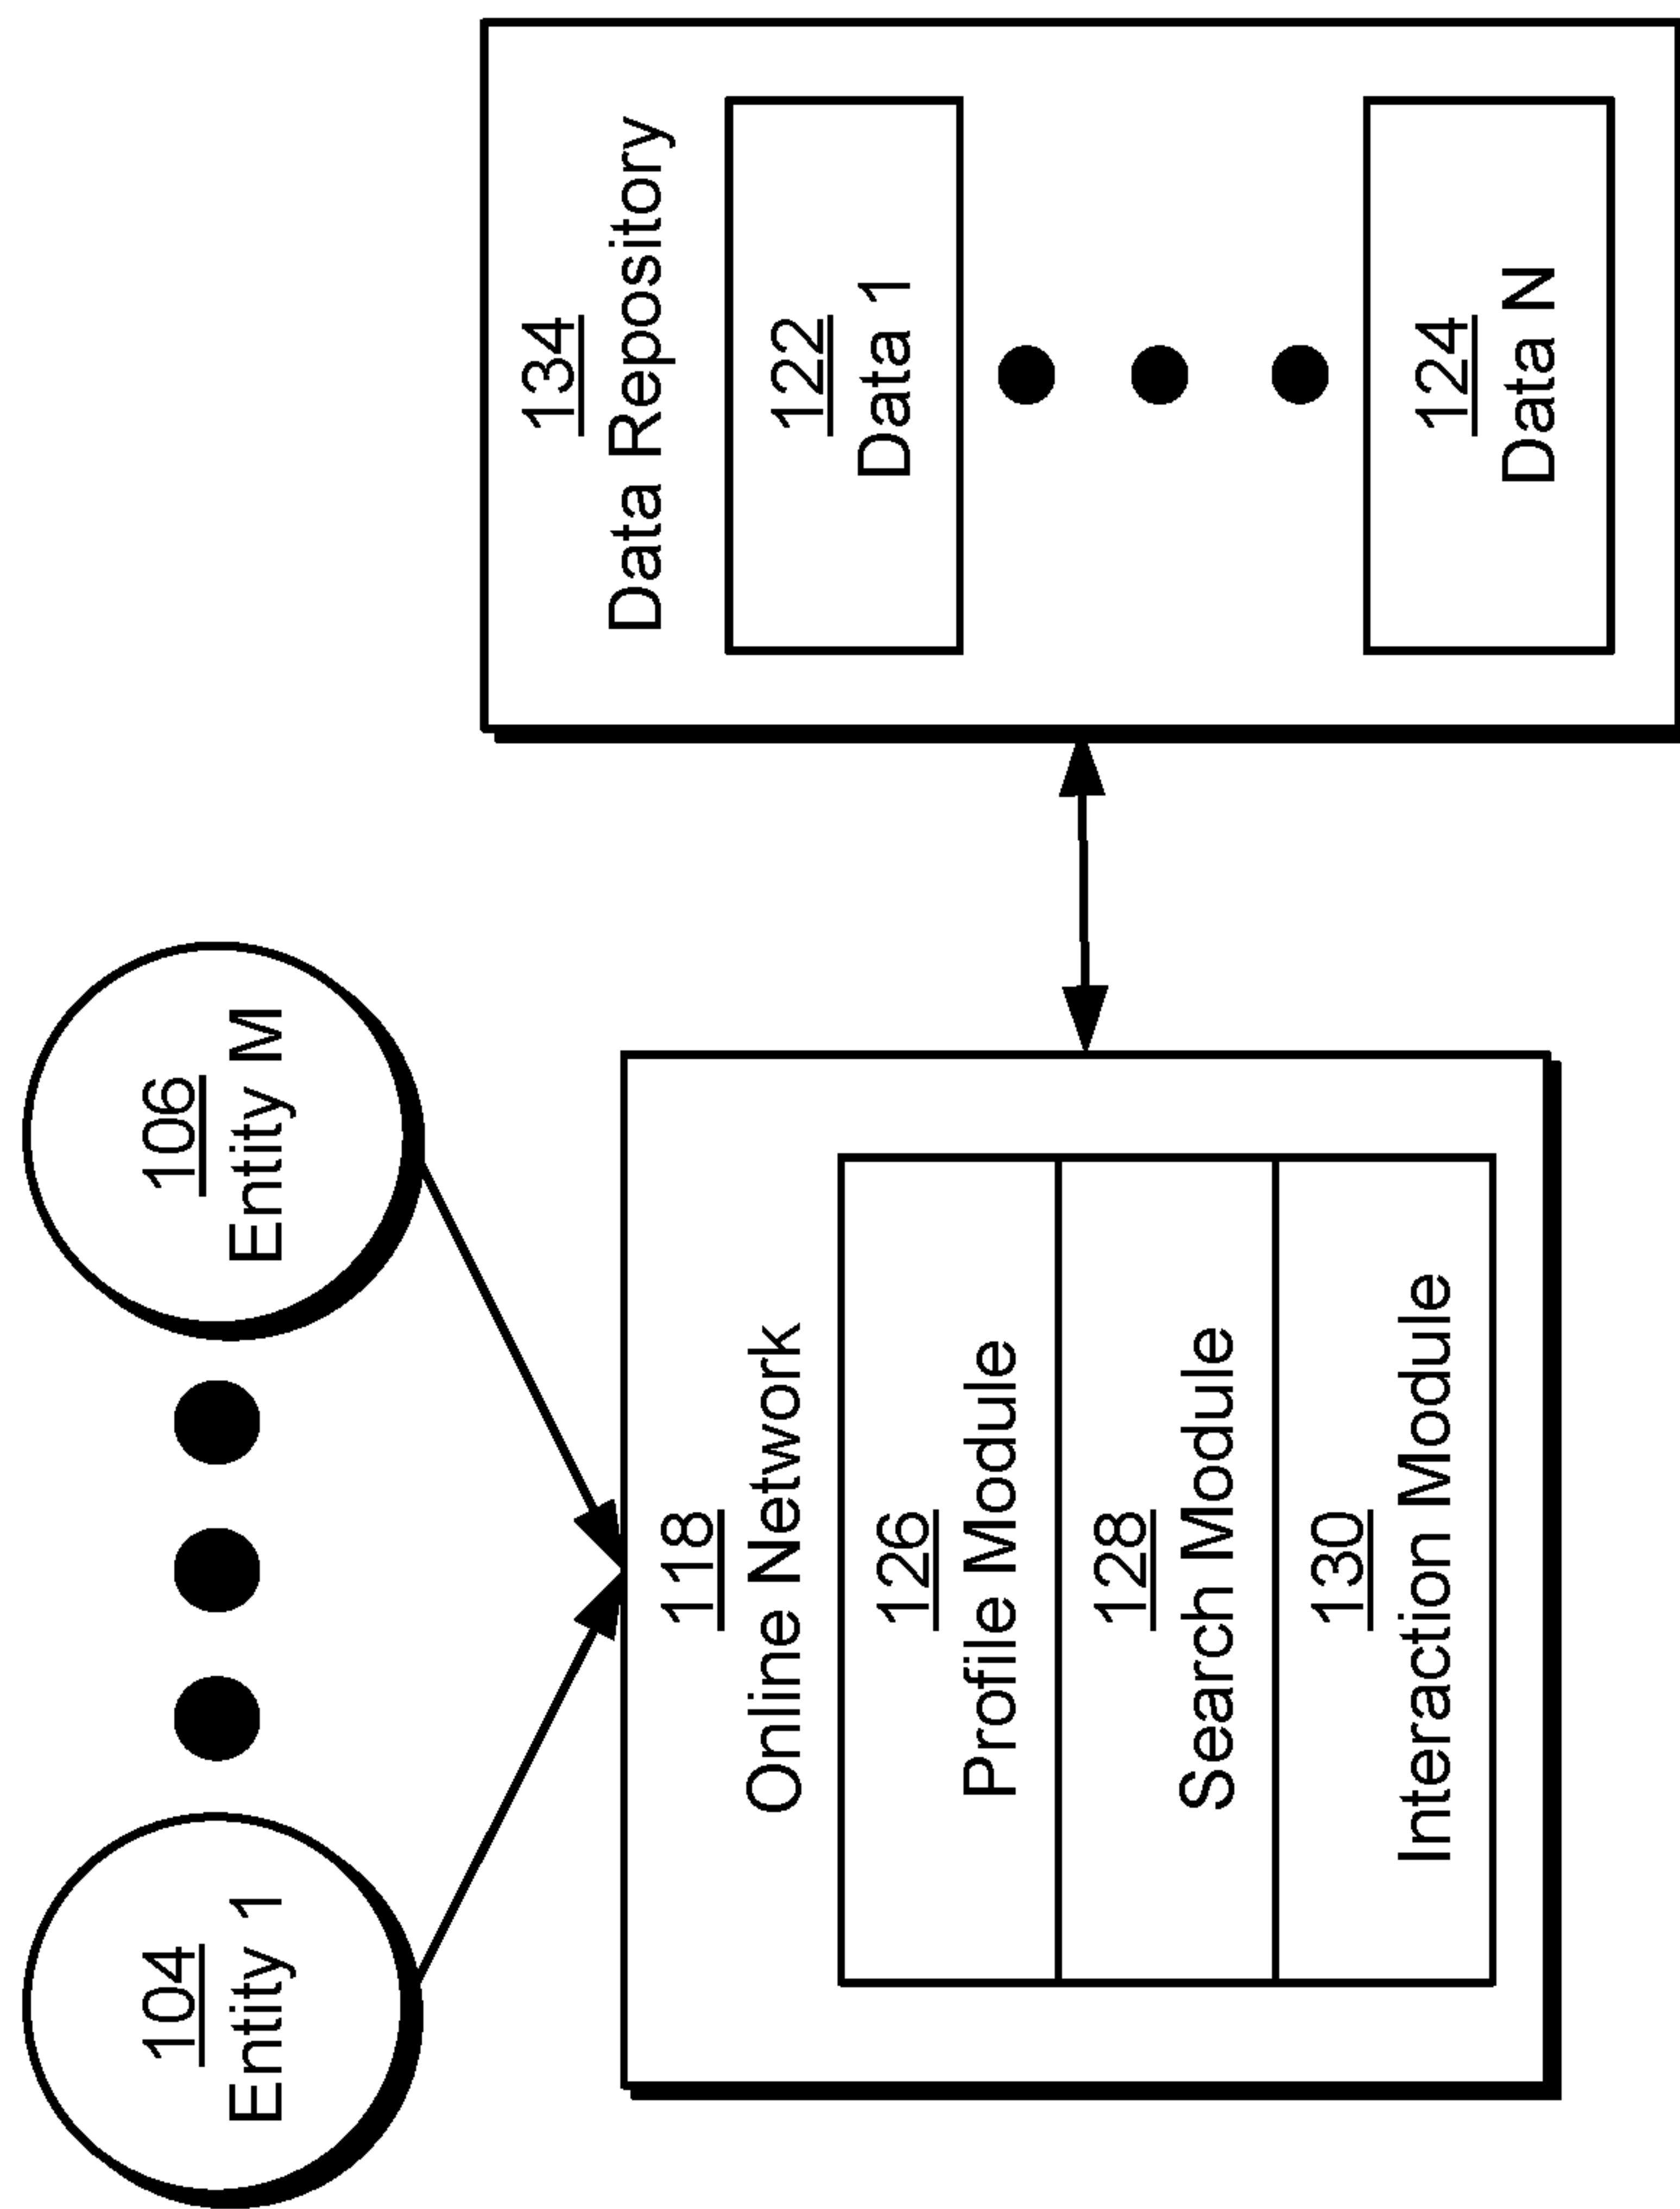 104
Entity 1
106
Entity M
118
Online Network
126
Profile Module
128
Search Module
130
Interaction Module
134
Data Repository
122
Data 1
124
Data N